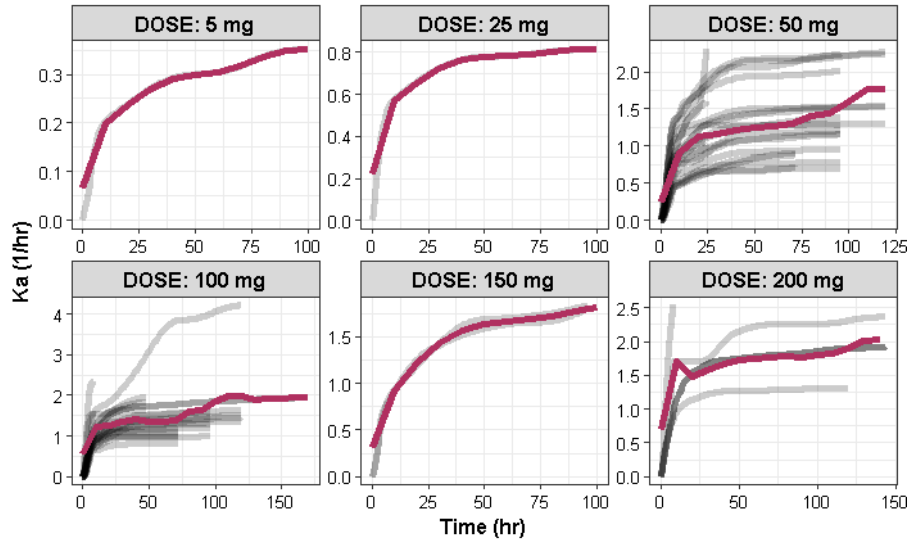 DOSE: 5 mg
DOSE: 25 mg
DOSE: 50 mg
0.3
0.2
0.1
0.0
0 25 50 75 100
0.8
0.6
0.4
0.2
0.0
0 25 50 75 100
2.0
1.5
1.0
0.5
0.0
0 25 50 75 100 125
Ka (1/hr)
DOSE: 100 mg
DOSE: 150 mg
DOSE: 200 mg
4
3
2
1
0
0 50 100 150
1.5
1.0
0.5
0.0
0 25 50 75 100
2.5
2.0
1.5
1.0
0.5
0.0
0 50 100 150
Time (hr)